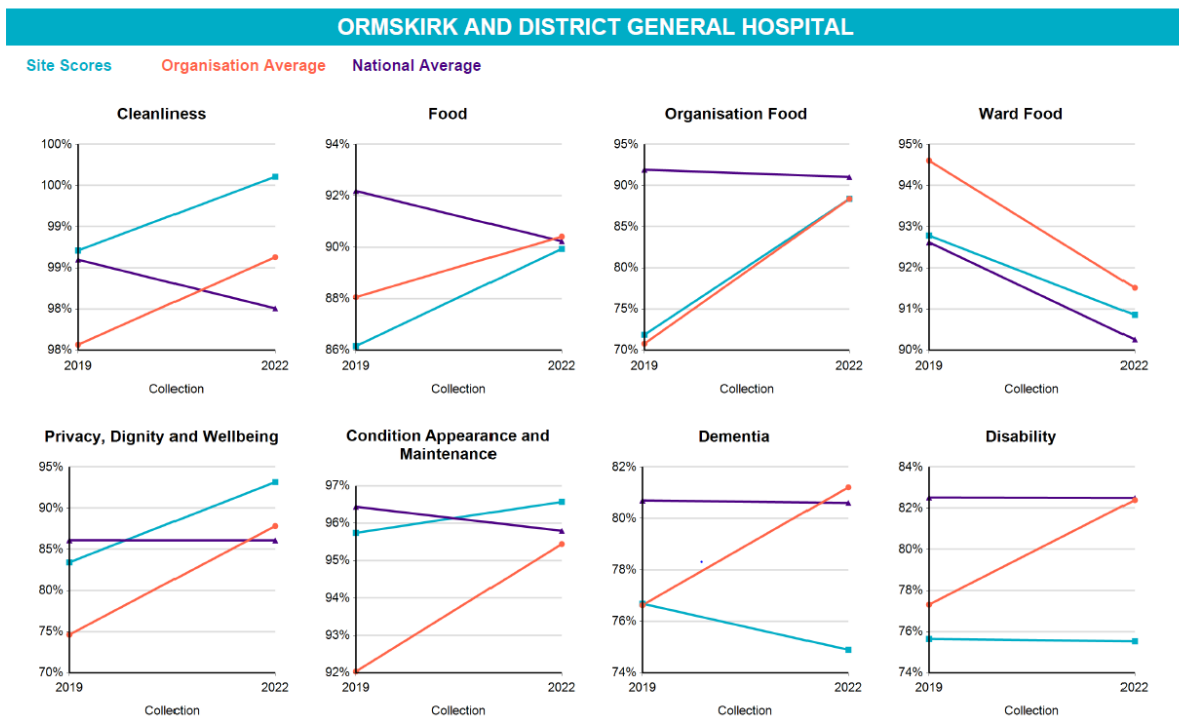 ORMSKIRK AND DISTRICT GENERAL HOSPITAL
Site Scores Organisation Average National Average
Cleanliness
100%
100%
99%
99%
98%
98%
2019 2022
Collection
Food
94%
92%
90%
88%
86%
2019 2022
Collection
Organisation Food
95%
90%
85%
80%
75%
70%
2019 2022
Collection
Ward Food
95%
94%
93%
92%
91%
90%
2019 2022
Collection
Privacy, Dignity and Wellbeing
95%
90%
85%
80%
75%
70%
2019 2022
Collection
Condition Appearance and
Maintenance
97%
96%
95%
94%
93%
92%
2019 2022
Collection
Dementia
82%
80%
78%
76%
74%
2019 2022
Collection
Disability
84%
82%
80%
78%
76%
74%
2019 2022
Collection